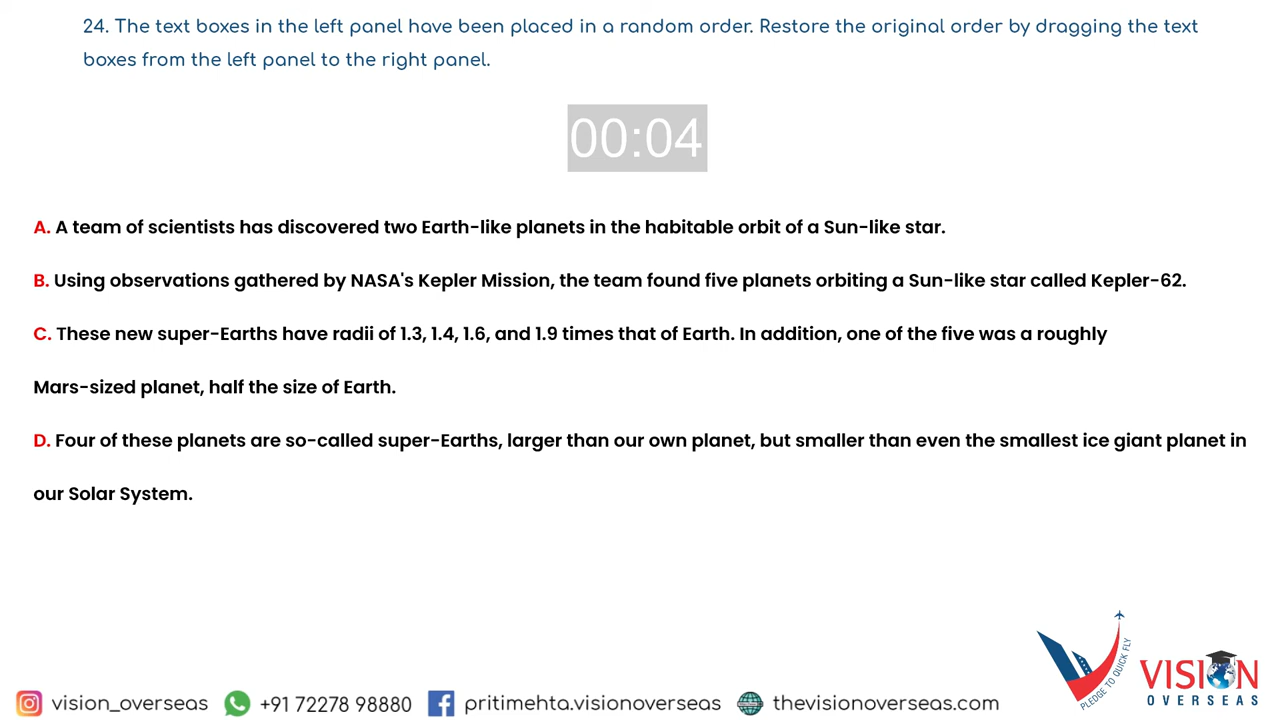 24. The text boxes in the left panel have been placed in a random order. Restore the original order by dragging the text
boxes from the left panel to the right panel.
00:04
A. A team of scientists has discovered two Earth-like planets in the habitable orbit of a Sun-like star.
B. Using observations gathered by NASA's Kepler Mission, the team found five planets orbiting a Sun-like star called Kepler-62.
C. These new super-Earths have radii of 1.3, 1.4, 1.6, and 1.9 times that of Earth. In addition, one of the five was a roughly
Mars-sized planet, half the size of Earth.
D. Four of these planets are so-called super-Earths, larger than our own planet, but smaller than even the smallest ice giant planet in
our Solar System.
PLEDGE TO QUICK FLY
VISION
OVERSEAS
vision_overseas +91 72278 98880 pritimehta.visionoverseas thevisionoverseas.com